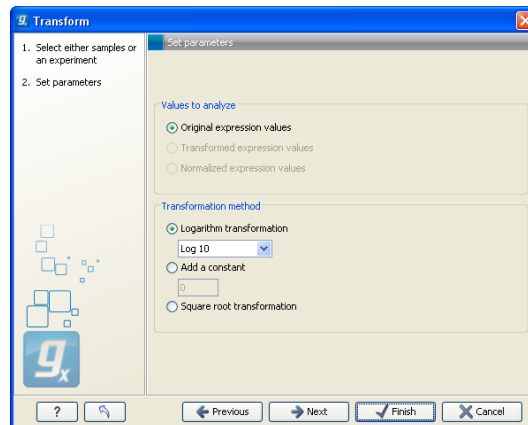 gx Transform
1. Select either samples or
an experiment
2. Set parameters
Set parameters
Values to analyze
Original expression values
Transformed expression values
Normalized expression values
Transformation method
Logarithm transformation
Log 10
Add a constant
0
Square root transformation
gx
?
Previous
Next
Finish
Cancel